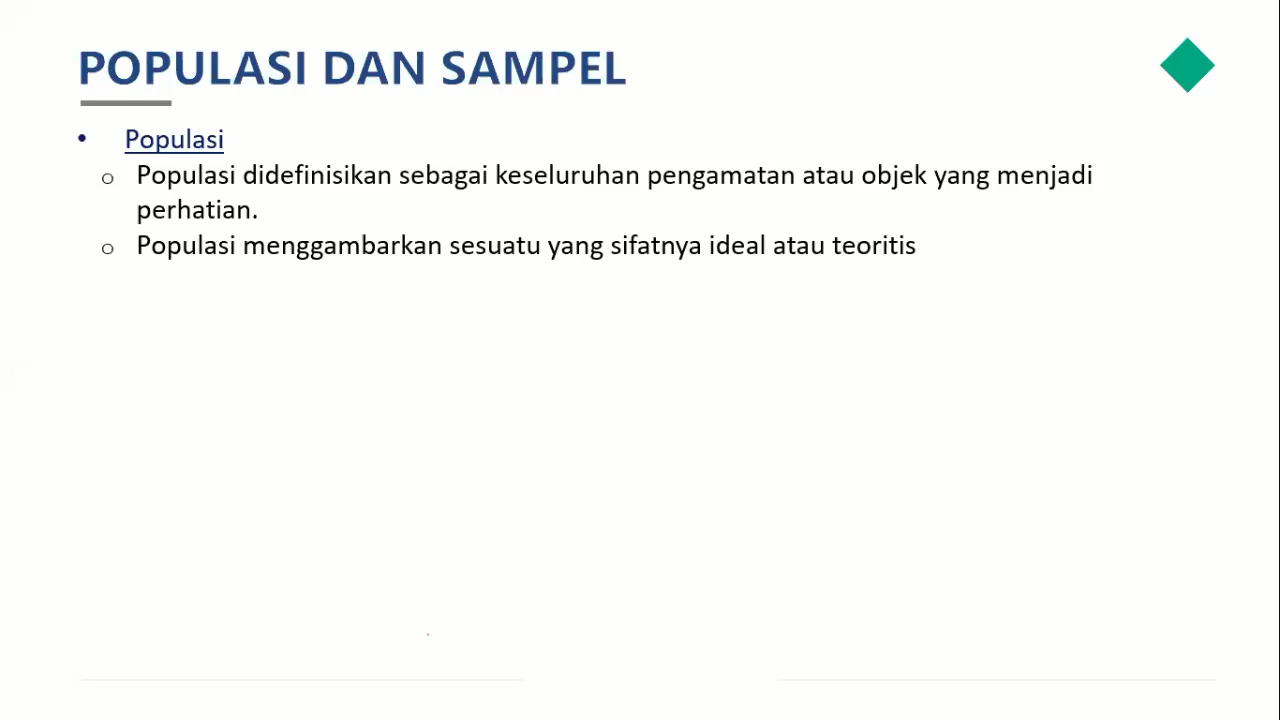 POPULASI DAN SAMPEL
• Populasi
o Populasi didefinisikan sebagai keseluruhan pengamatan atau objek yang menjadi
perhatian.
o Populasi menggambarkan sesuatu yang sifatnya ideal atau teoritis